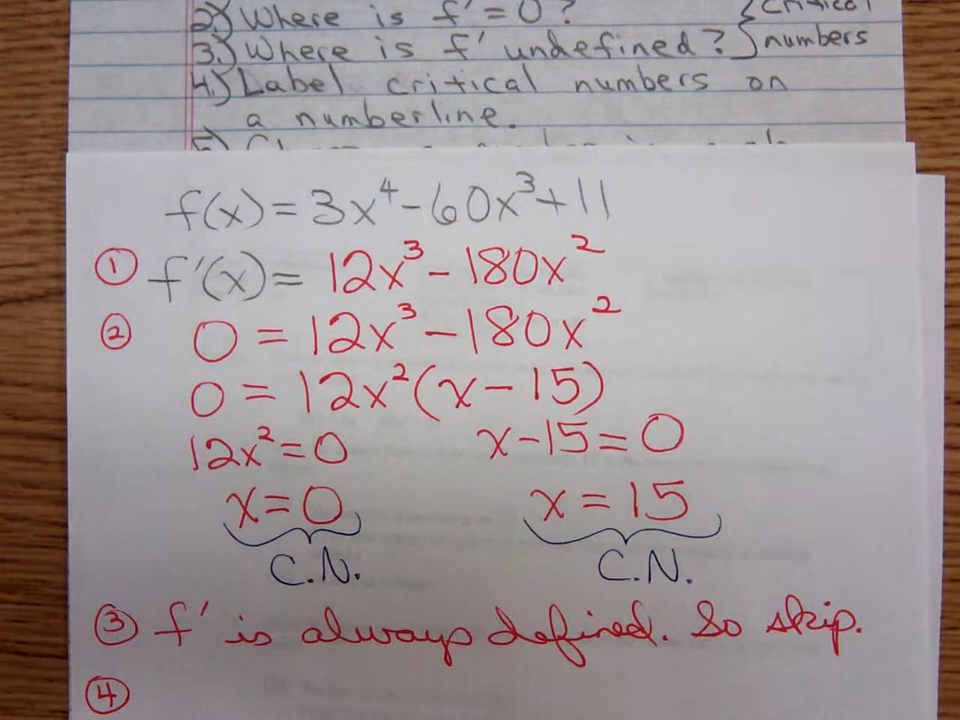 2.) Where is f' = 0 ? } critical
3.) Where is f' undefined? } numbers
4.) Label critical numbers on
a numberline.
f(x) = 3x⁴ - 60x³ + 11
① f'(x) = 12x³ - 180x²
② 0 = 12x³ - 180x²
0 = 12x²(x - 15)
12x² = 0 x - 15 = 0
x = 0 x = 15
C.N. C.N.
③ f' is always defined. So skip.
④